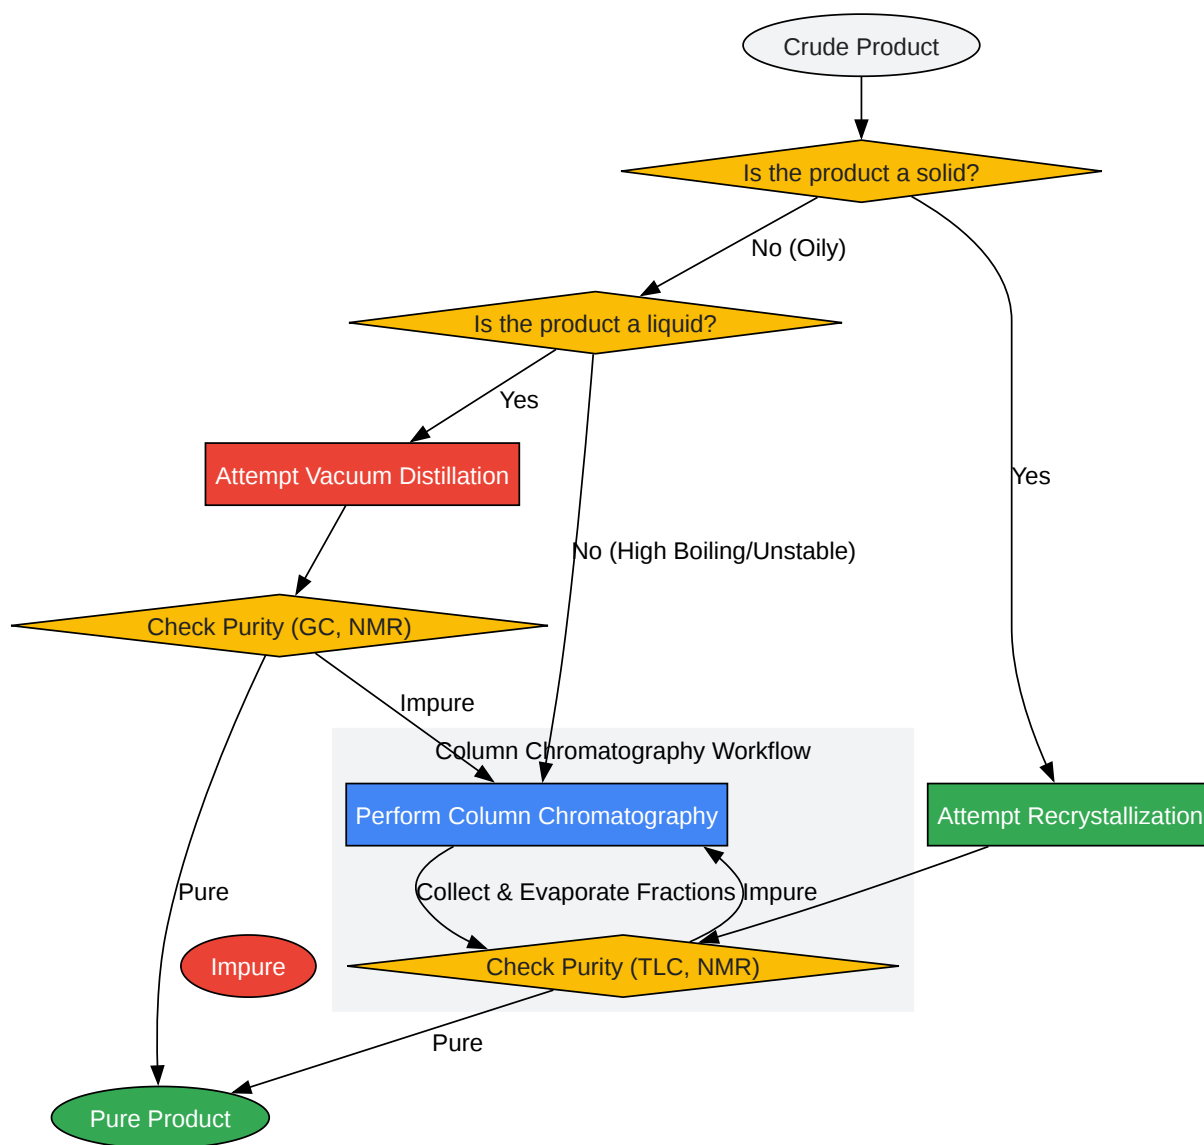 Crude Product
Is the product a solid?
No (Oily)
Is the product a liquid?
Yes
Attempt Vacuum Distillation
Yes
No (High Boiling/Unstable)
Check Purity (GC, NMR)
Impure
Column Chromatography Workflow
Perform Column Chromatography
Attempt Recrystallization
Pure
Collect & Evaporate Fractions
Impure
Impure
Check Purity (TLC, NMR)
Pure
Pure Product